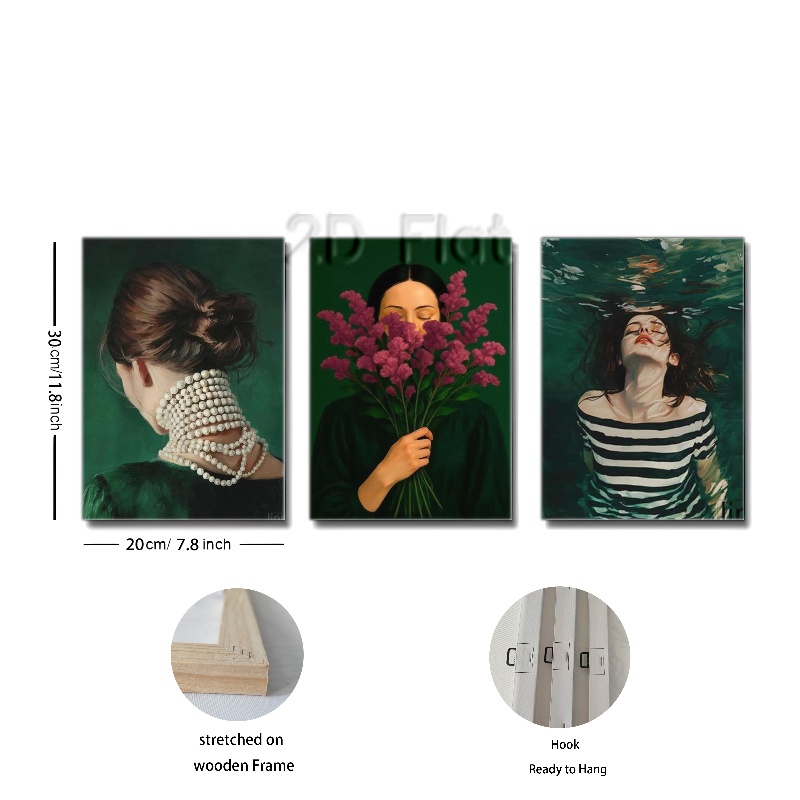 2D Flat
30cm/11.8inch
20cm/ 7.8 inch
stretched on
wooden Frame
Hook
Ready to Hang